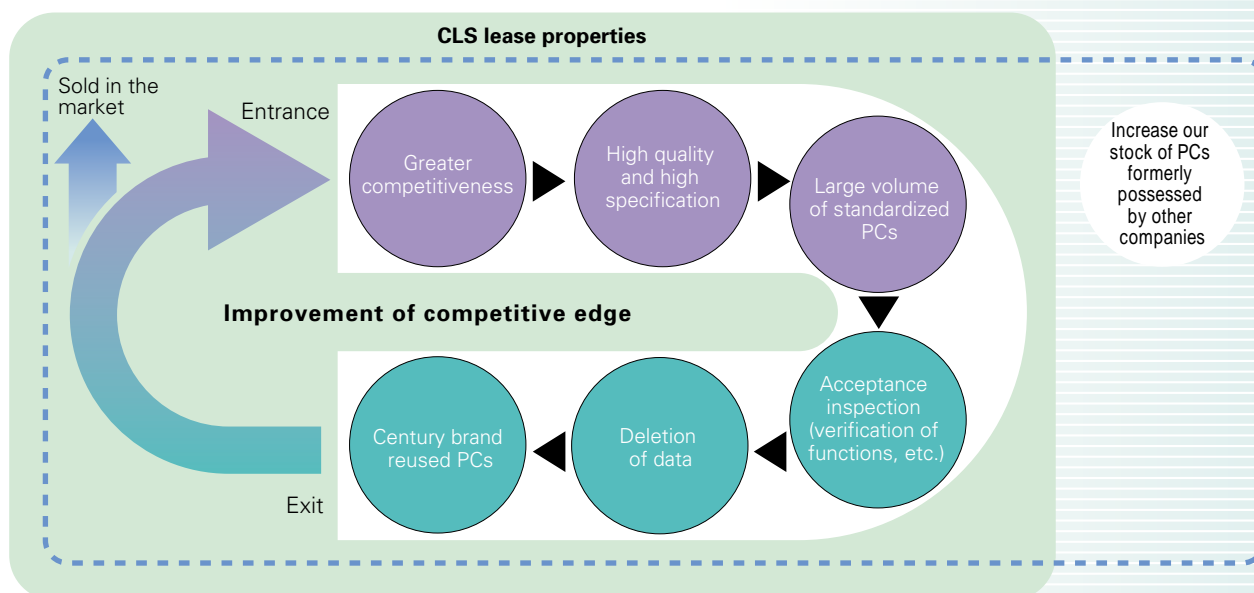 CLS lease properties
Sold in the
market
Entrance
Greater
competitiveness
High quality
and high
specification
Large volume
of standardized
PCs
Increase our
stock of PCs
formerly
possessed
by other
companies
Improvement of competitive edge
Acceptance
inspection
(verification of
functions, etc.)
Deletion
of data
Century brand
reused PCs
Exit